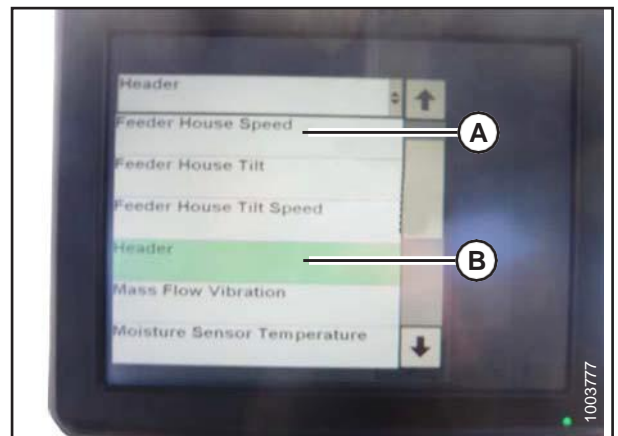 Header
Feeder House Speed
A
Feeder House Tilt
Feeder House Tilt Speed
Header
B
Mass Flow Vibration
Moisture Sensor Temperature
1003777